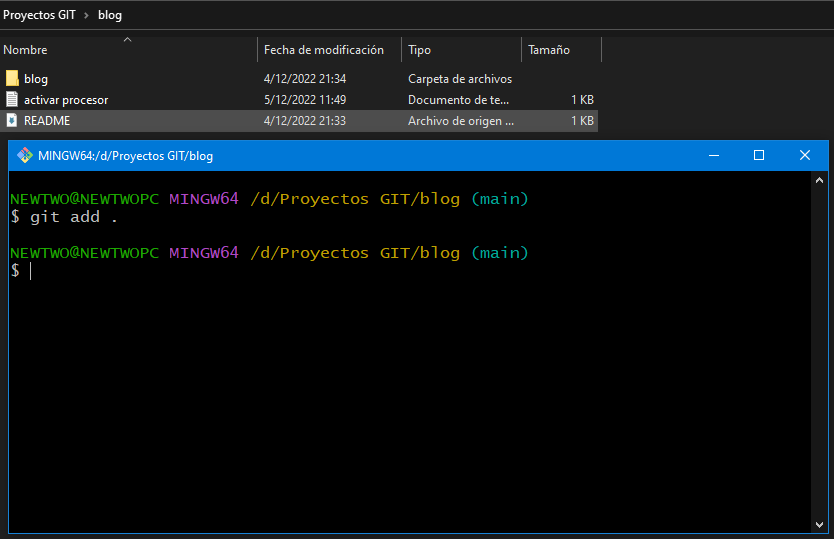 Proyectos GIT > blog
Nombre Fecha de modificación Tipo Tamaño
blog 4/12/2022 21:34 Carpeta de archivos
activar procesor 5/12/2022 11:49 Documento de te... 1 KB
README 4/12/2022 21:33 Archivo de origen ... 1 KB
MINGW64:/d/Proyectos GIT/blog
NEWTWO@NEWTWOPC MINGW64 /d/Proyectos GIT/blog (main)
$ git add .
NEWTWO@NEWTWOPC MINGW64 /d/Proyectos GIT/blog (main)
$